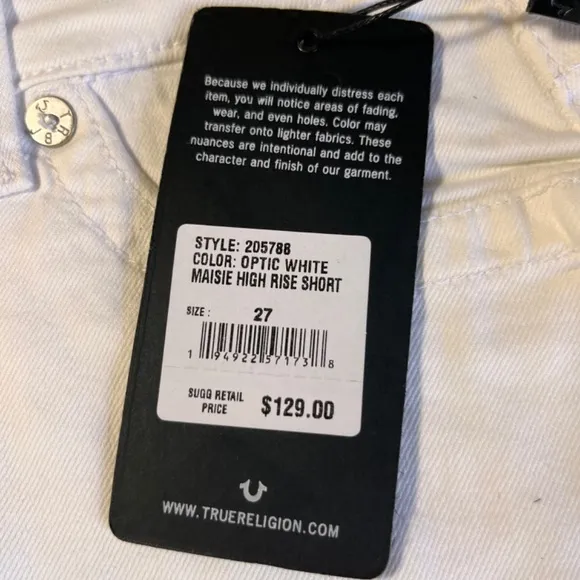 Because we individually distress each
item, you will notice areas of fading,
wear, and even holes. Color may
transfer onto lighter fabrics. These
nuances are intentional and add to the
character and finish of our garment.
STYLE: 205788
COLOR: OPTIC WHITE
MAISIE HIGH RISE SHORT
SIZE : 27
1 94922 57173 8
SUGG RETAIL
PRICE $129.00
WWW.TRUERELIGION.COM